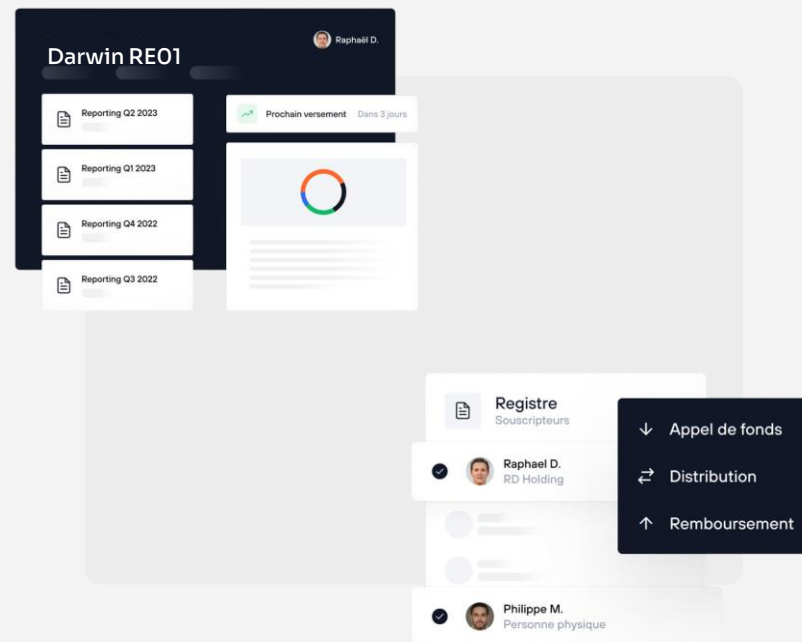 Raphaël D.
Darwin RE01
Reporting Q2 2023
Reporting Q1 2023
Reporting Q4 2022
Reporting Q3 2022
Prochain versement Dans 3 jours
Registre
Souscripteurs
Raphael D.
RD Holding
Philippe M.
Personne physique
Appel de fonds
Distribution
Remboursement